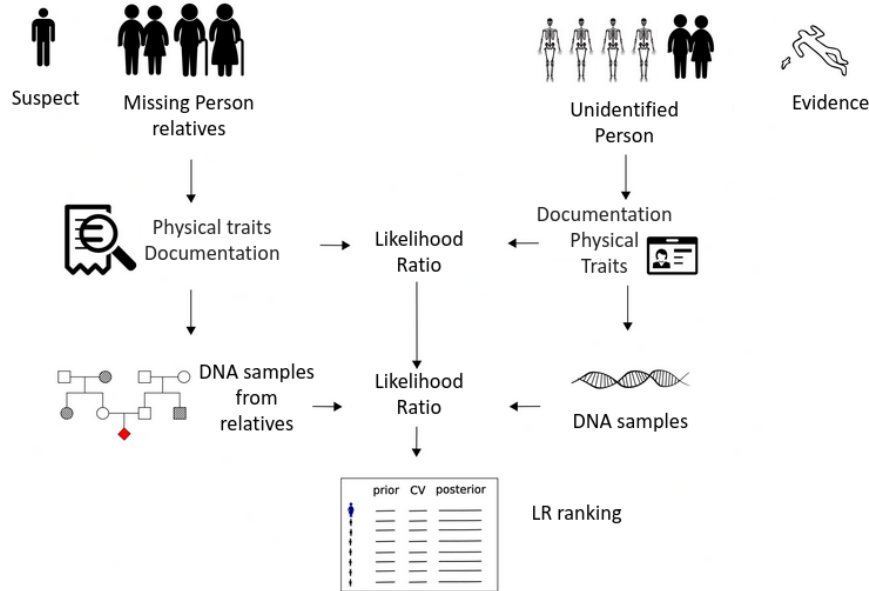 Suspect
Missing Person
relatives
Unidentified
Person
Evidence
Physical traits
Documentation
Likelihood
Ratio
Documentation
Physical
Traits
DNA samples
from
relatives
Likelihood
Ratio
DNA samples
prior CV posterior
LR ranking